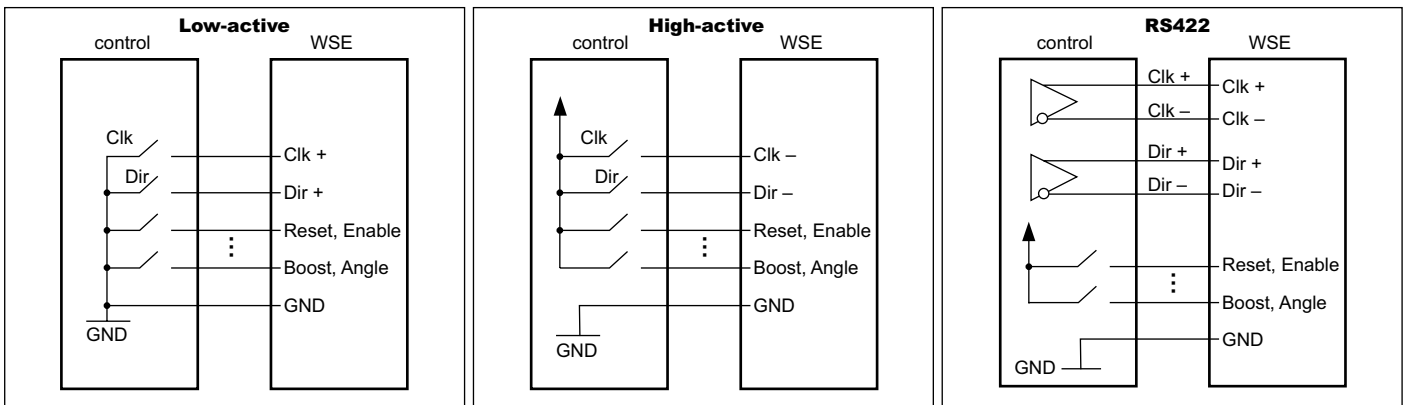 Low-active
control WSE
Clk
Clk +
Dir
Dir +
Reset, Enable
Boost, Angle
GND
GND
High-active
control WSE
Clk
Clk –
Dir
Dir –
Reset, Enable
Boost, Angle
GND
GND
RS422
control WSE
Clk +
Clk +
Clk –
Clk –
Dir +
Dir +
Dir –
Dir –
Reset, Enable
Boost, Angle
GND
GND